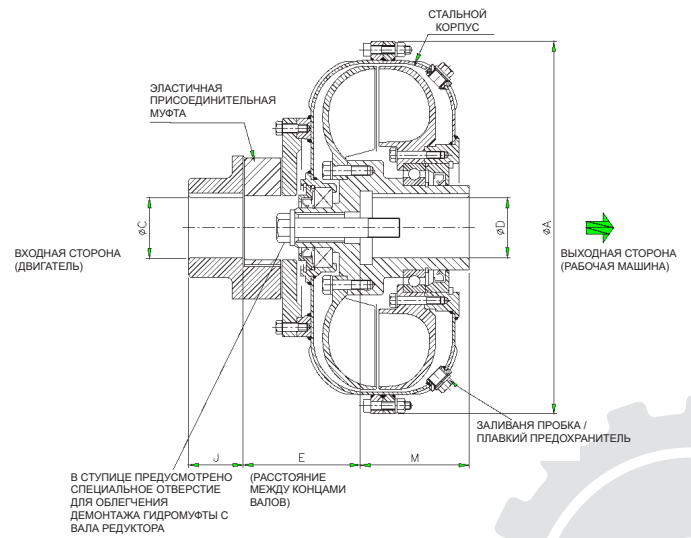 СТАЛЬНОЙ
КОРПУС
ЭЛАСТИЧНАЯ
ПРИСОЕДИНИТЕЛЬНАЯ
МУФТА
øC
øD
øA
ВХОДНАЯ СТОРОНА
(ДВИГАТЕЛЬ)
ВЫХОДНАЯ СТОРОНА
(РАБОЧАЯ МАШИНА)
ЗАЛИВАНЯ ПРОБКА /
ПЛАВКИЙ ПРЕДОХРАНИТЕЛЬ
J
E
M
В СТУПИЦЕ ПРЕДУСМОТРЕНО
СПЕЦИАЛЬНОЕ ОТВЕРСТИЕ
ДЛЯ ОБЛЕГЧЕНИЯ
ДЕМОНТАЖА ГИДРОМУФТЫ С
ВАЛА РЕДУКТОРА
(РАССТОЯНИЕ
МЕЖДУ КОНЦАМИ
ВАЛОВ)